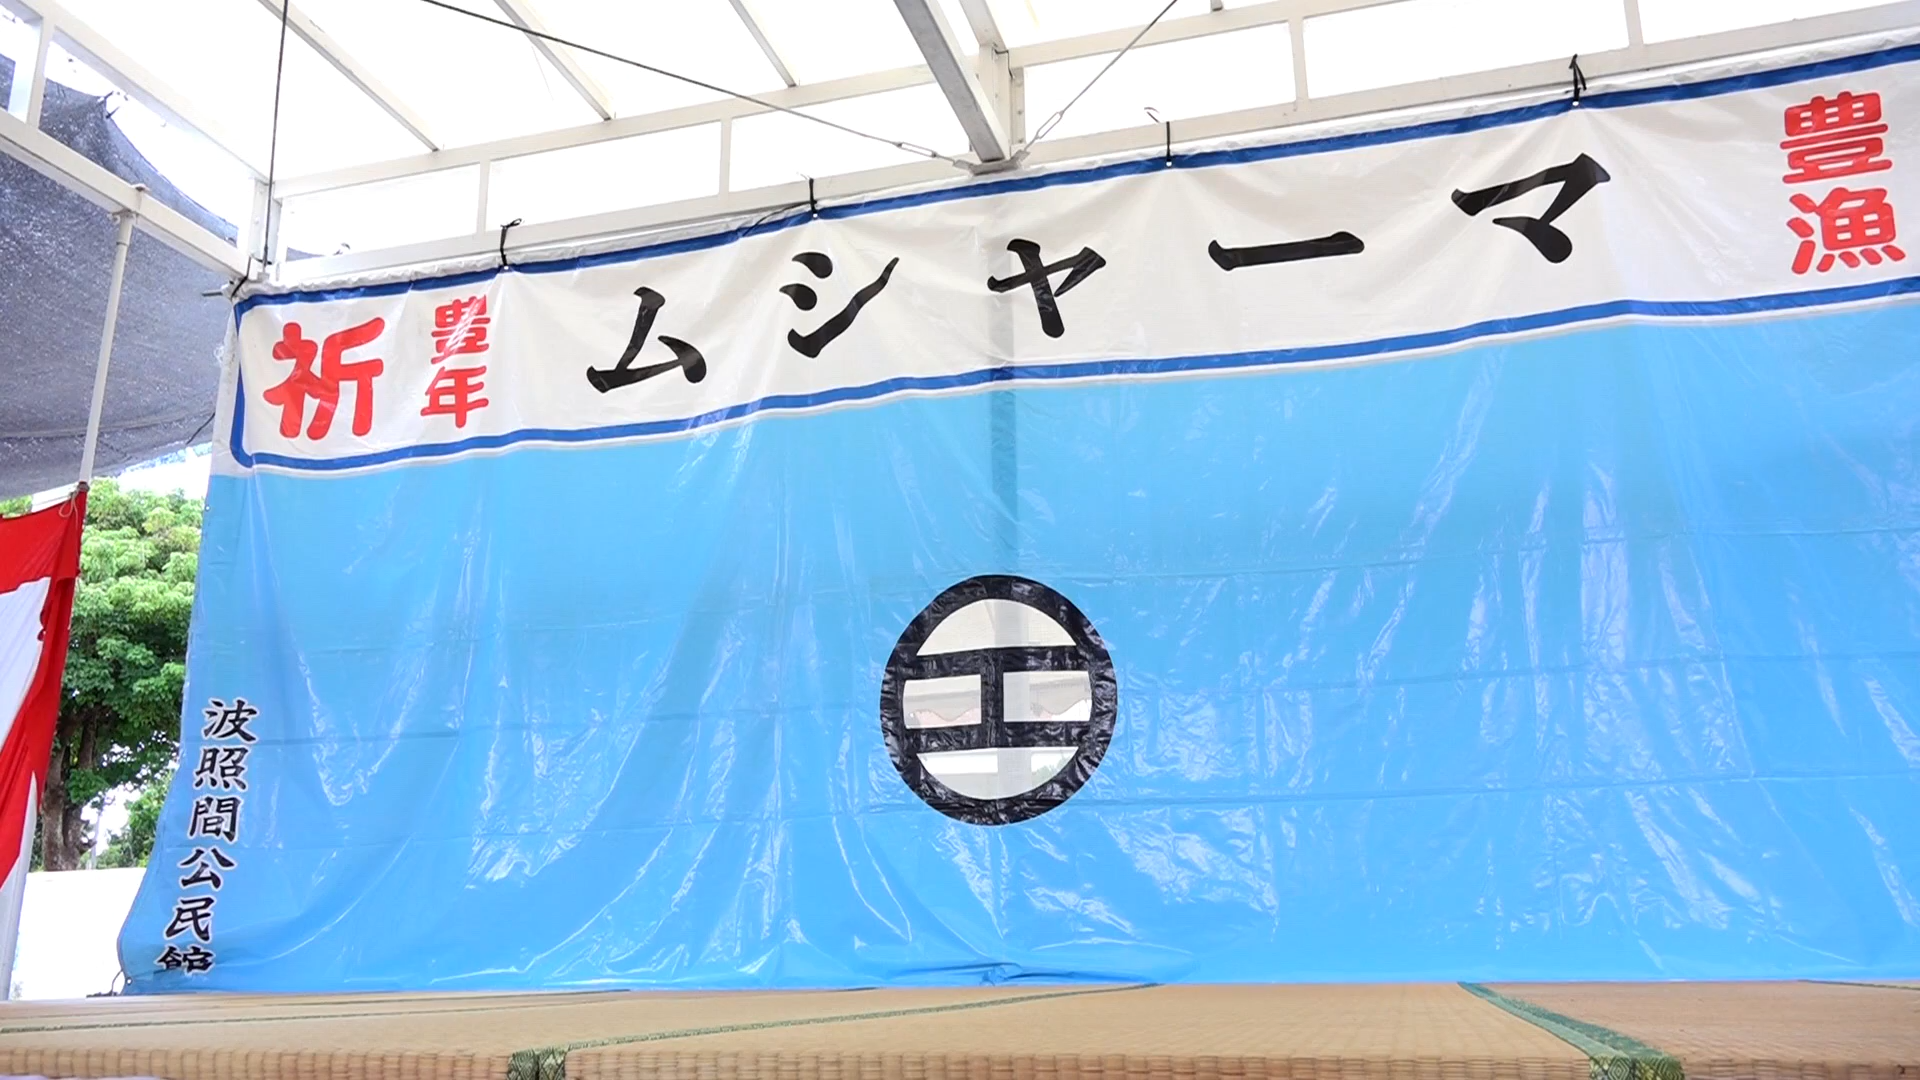 祈
豊年
ムシャーマ
豊漁
波照間公民館